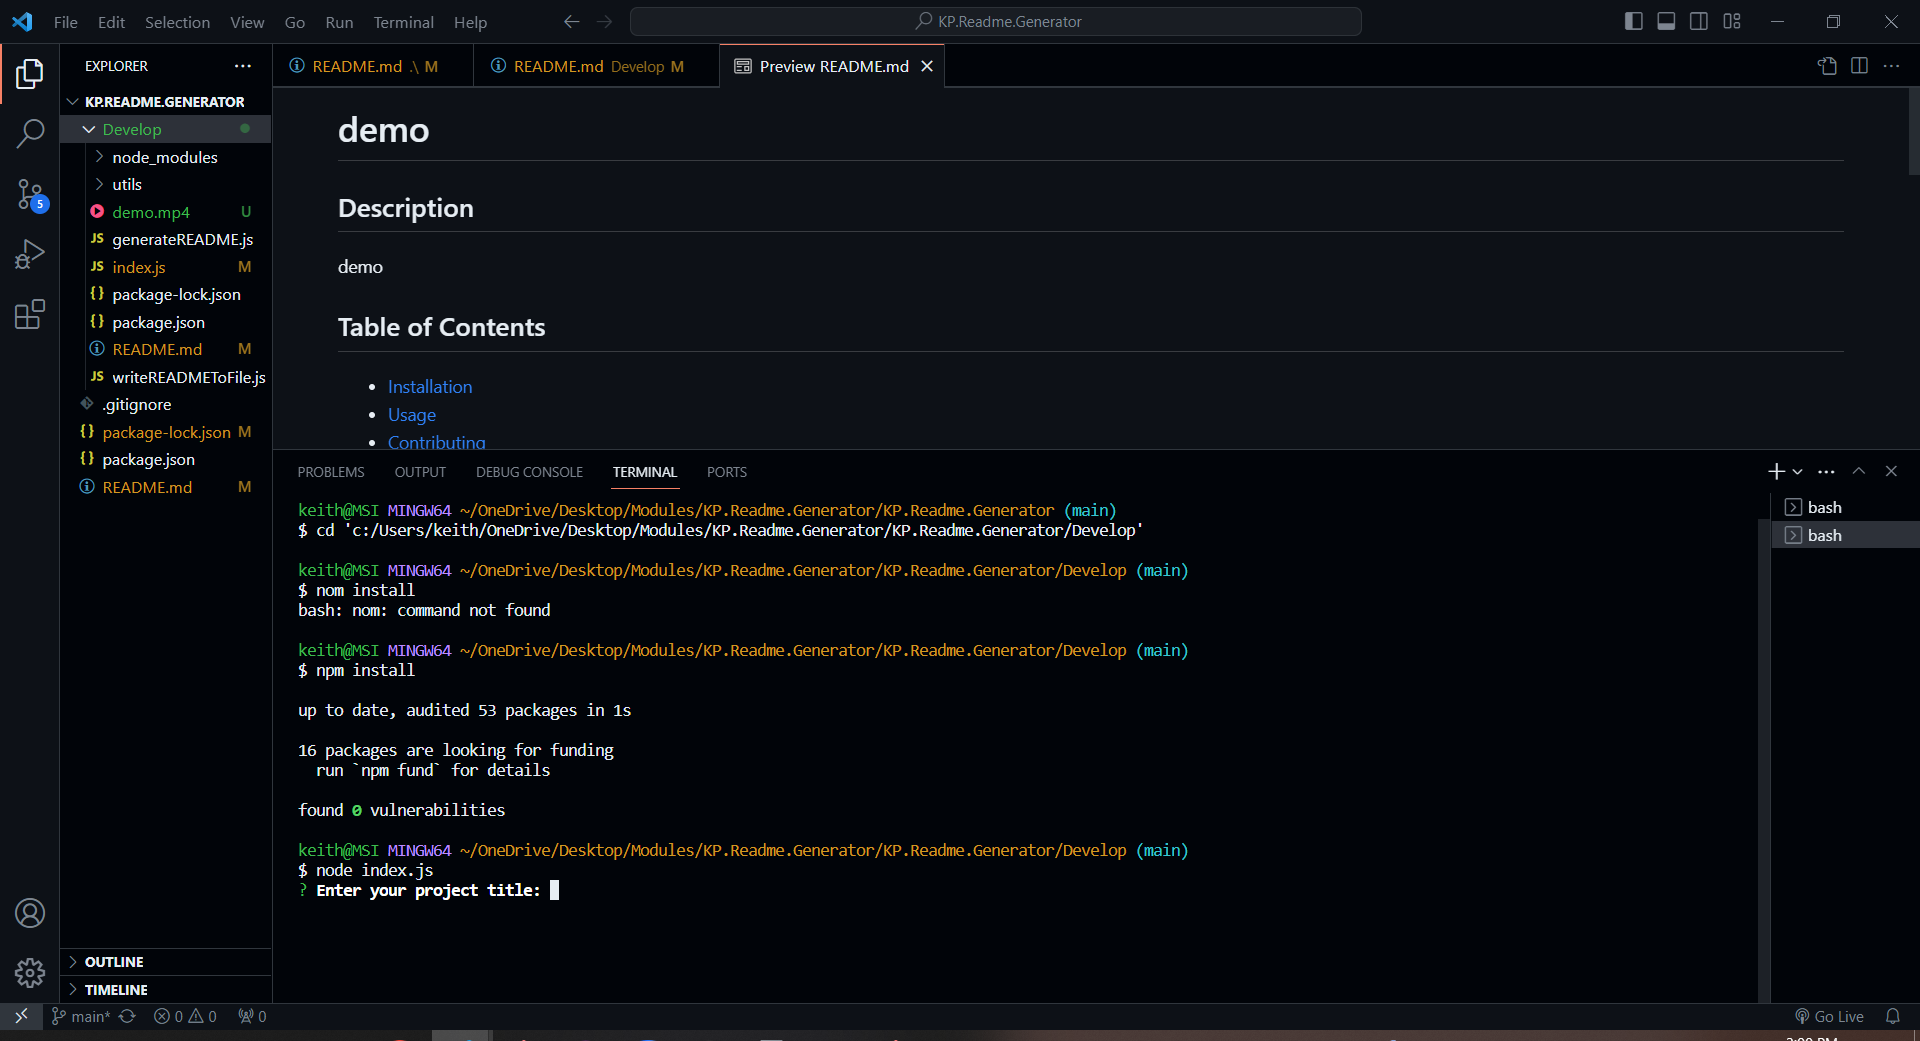 File Edit Selection View Go Run Terminal Help
KP.Readme.Generator
EXPLORER
KP.README.GENERATOR
Develop
node_modules
utils
demo.mp4 U
JS generateREADME.js
JS index.js M
{} package-lock.json
{} package.json
README.md M
JS writeREADMEToFile.js
.gitignore
{} package-lock.json M
{} package.json
README.md M
OUTLINE
TIMELINE
README.md .\ M
README.md Develop M
Preview README.md
demo
Description
demo
Table of Contents
• Installation
• Usage
• Contributing
PROBLEMS OUTPUT DEBUG CONSOLE TERMINAL PORTS
keith@MSI MINGW64 ~/OneDrive/Desktop/Modules/KP.Readme.Generator/KP.Readme.Generator (main)
$ cd 'c:/Users/keith/OneDrive/Desktop/Modules/KP.Readme.Generator/KP.Readme.Generator/Develop'
keith@MSI MINGW64 ~/OneDrive/Desktop/Modules/KP.Readme.Generator/KP.Readme.Generator/Develop (main)
$ nom install
bash: nom: command not found
keith@MSI MINGW64 ~/OneDrive/Desktop/Modules/KP.Readme.Generator/KP.Readme.Generator/Develop (main)
$ npm install
up to date, audited 53 packages in 1s
16 packages are looking for funding
run `npm fund` for details
found 0 vulnerabilities
keith@MSI MINGW64 ~/OneDrive/Desktop/Modules/KP.Readme.Generator/KP.Readme.Generator/Develop (main)
$ node index.js
? Enter your project title:
bash
bash
5
main* 0 0 0
Go Live